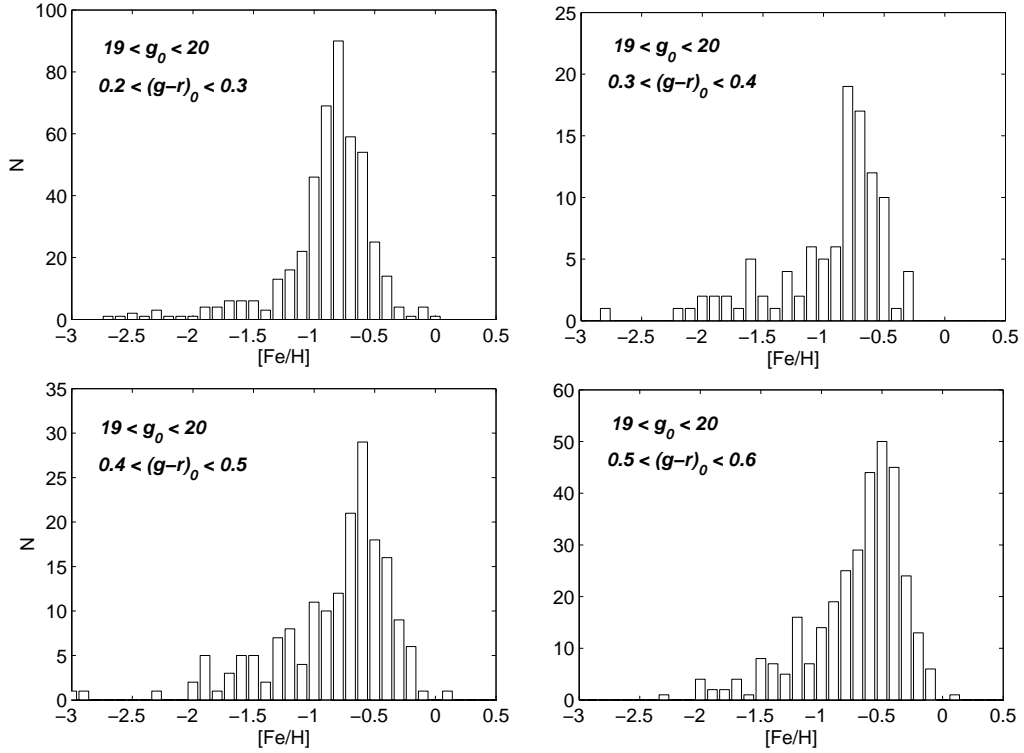 100
80
60
40
20
0
N
19 < g₀ < 20
0.2 < (g−r)₀ < 0.3
−3 −2.5 −2 −1.5 −1 −0.5 0 0.5
[Fe/H]
25
20
15
10
5
0
19 < g₀ < 20
0.3 < (g−r)₀ < 0.4
−3 −2.5 −2 −1.5 −1 −0.5 0 0.5
[Fe/H]
35
30
25
20
15
10
5
0
N
19 < g₀ < 20
0.4 < (g−r)₀ < 0.5
−3 −2.5 −2 −1.5 −1 −0.5 0 0.5
[Fe/H]
60
50
40
30
20
10
0
19 < g₀ < 20
0.5 < (g−r)₀ < 0.6
−3 −2.5 −2 −1.5 −1 −0.5 0 0.5
[Fe/H]